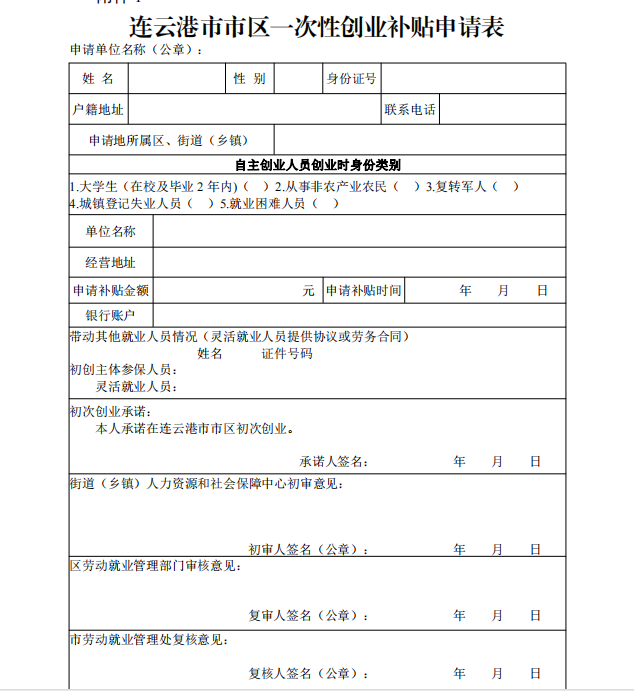 连云港市市区一次性创业补贴申请表
申请单位名称（公章）：
姓 名 性 别 身份证号
户籍地址 联系电话
申请地所属区、街道（乡镇）
自主创业人员创业时身份类别
1.大学生（在校及毕业 2 年内)（ ）2.从事非农产业农民（ ）3.复转军人（ ）
4.城镇登记失业人员（ ）5.就业困难人员（ ）
单位名称
经营地址
申请补贴金额 元 申请补贴时间 年 月 日
银行账户
带动其他就业人员情况（灵活就业人员提供协议或劳务合同）
姓名 证件号码
初创主体参保人员：
灵活就业人员：
初次创业承诺：
本人承诺在连云港市市区初次创业。
承诺人签名： 年 月 日
街道（乡镇）人力资源和社会保障中心初审意见：
初审人签名（公章）： 年 月 日
区劳动就业管理部门审核意见：
复审人签名（公章）： 年 月 日
市劳动就业管理处复核意见：
复核人签名（公章）： 年 月 日